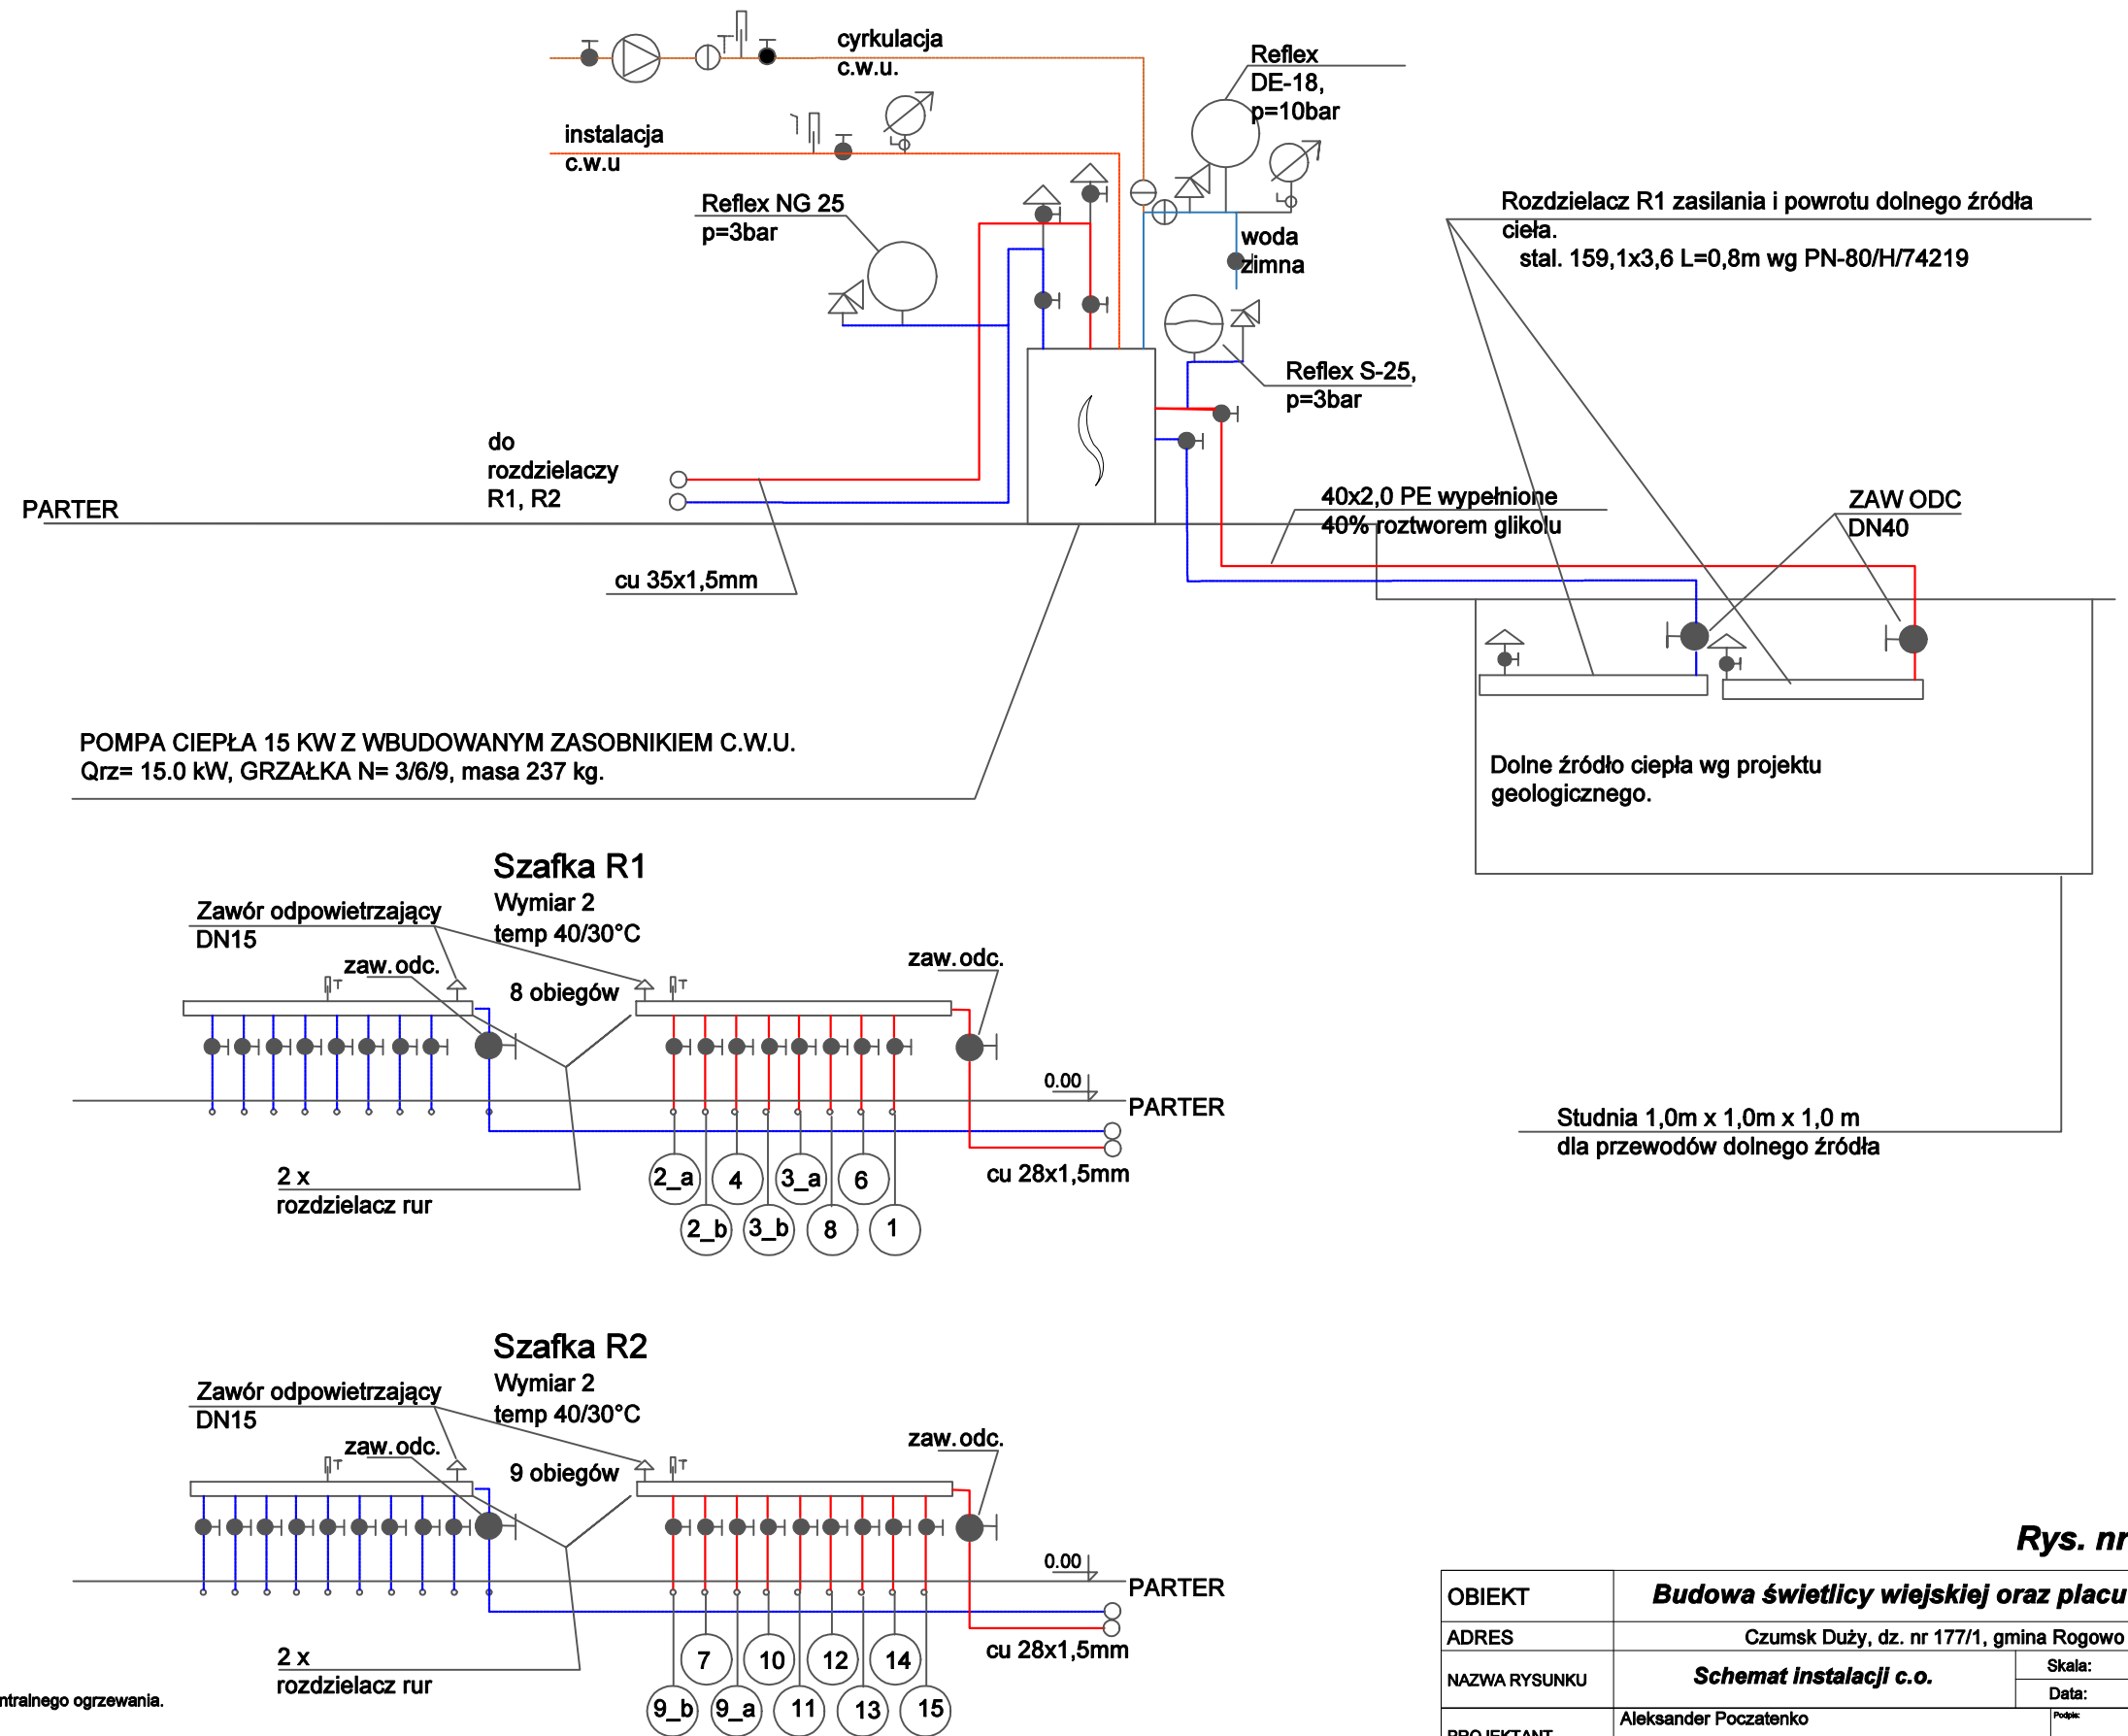 cyrkulacja
c.w.u.
Reflex
DE-18,
p=10bar
instalacja
c.w.u
Reflex NG 25
p=3bar
woda
zimna
Rozdzielacz R1 zasilania i powrotu dolnego źródła
cieła.
stal. 159,1x3,6 L=0,8m wg PN-80/H/74219
Reflex S-25,
p=3bar
do
rozdzielaczy
R1, R2
PARTER
40x2,0 PE wypełnione
40% roztworem glikolu
ZAW ODC
DN40
cu 35x1,5mm
POMPA CIEPŁA 15 KW Z WBUDOWANYM ZASOBNIKIEM C.W.U.
Qrz= 15.0 kW, GRZAŁKA N= 3/6/9, masa 237 kg.
Dolne źródło ciepła wg projektu
geologicznego.
Szafka R1
Wymiar 2
temp 40/30°C
Zawór odpowietrzający
DN15
zaw. odc.
8 obiegów
zaw. odc.
T
T
0.00
PARTER
2 x
rozdzielacz rur
2_a
4
3_a
6
2_b
3_b
8
1
cu 28x1,5mm
Studnia 1,0m x 1,0m x 1,0 m
dla przewodów dolnego źródła
Szafka R2
Wymiar 2
temp 40/30°C
Zawór odpowietrzający
DN15
zaw. odc.
9 obiegów
zaw. odc.
T
T
0.00
PARTER
2 x
rozdzielacz rur
7
10
12
14
9_b
9_a
11
13
15
cu 28x1,5mm
ntralnego ogrzewania.
Rys. nr
OBIEKT
Budowa świetlicy wiejskiej oraz placu
ADRES
Czumsk Duży, dz. nr 177/1, gmina Rogowo
NAZWA RYSUNKU
Schemat instalacji c.o.
Skala:
Data:
PROJEKTANT
Aleksander Poczatenko
Podpis: